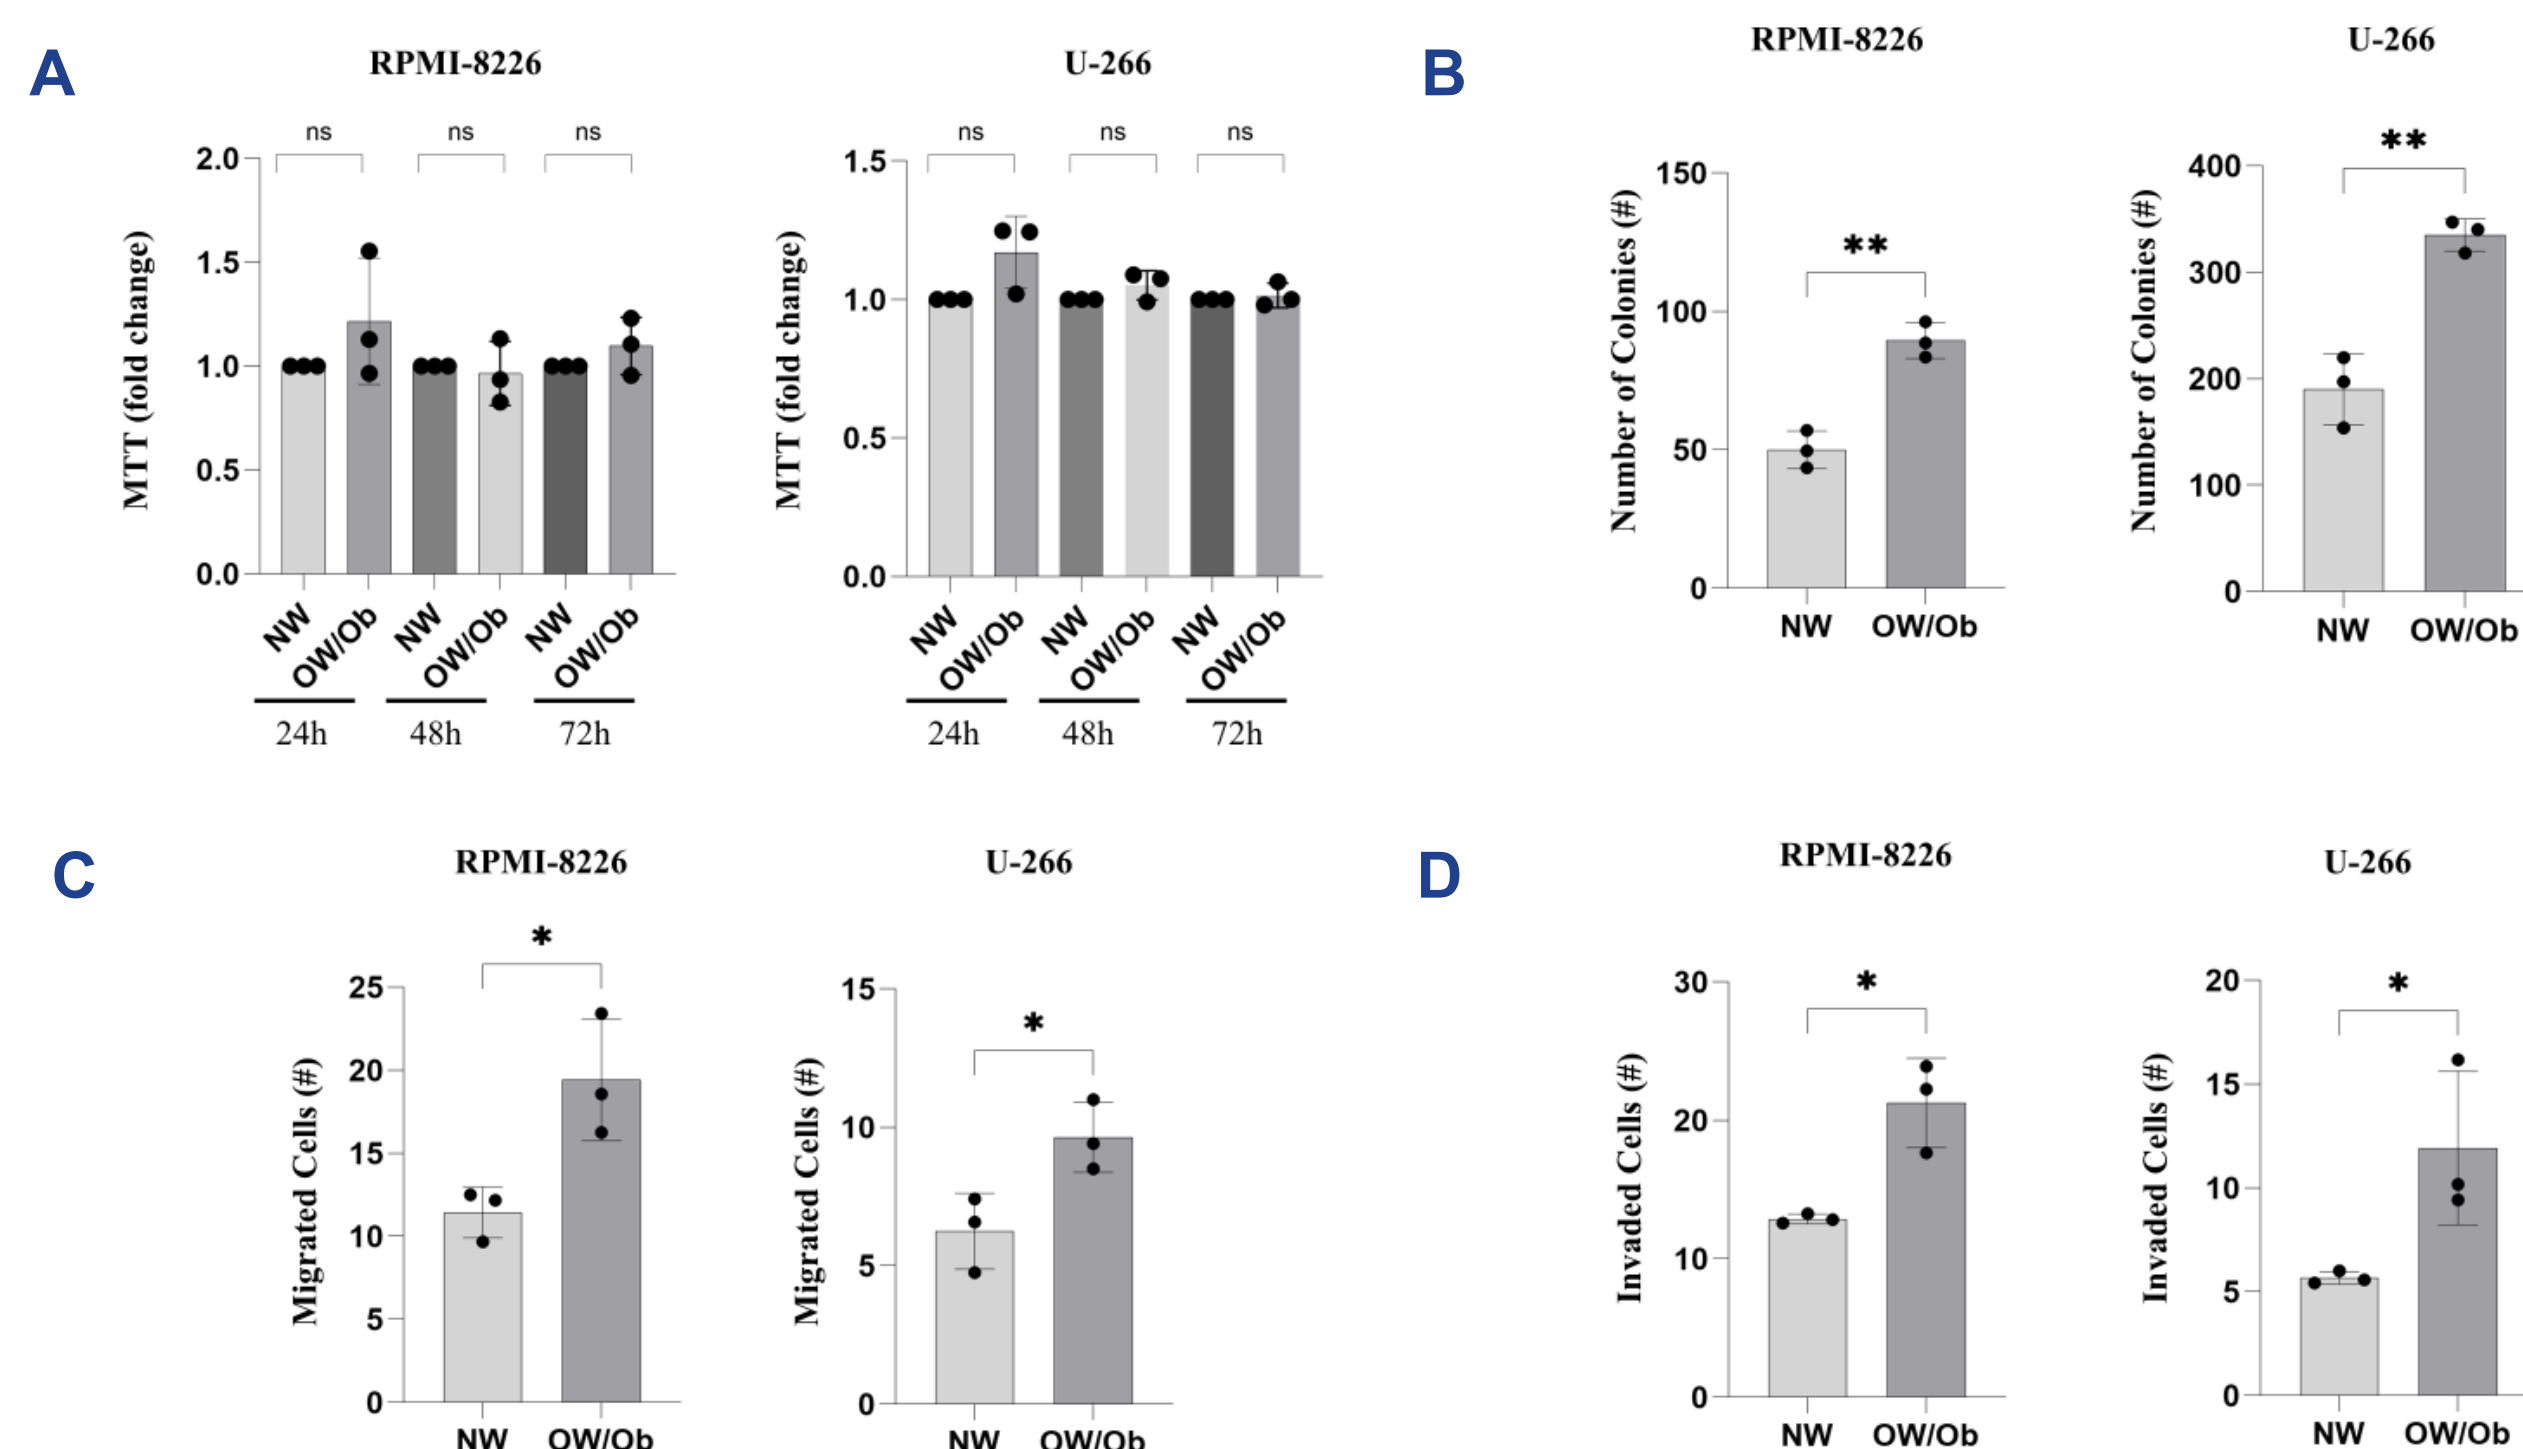 A
RPMI-8226
ns ns ns
2.0
1.5
1.0
0.5
0.0
MTT (fold change)
NW OW/Ob NW OW/Ob NW OW/Ob
24h 48h 72h
U-266
ns ns ns
1.5
1.0
0.5
0.0
MTT (fold change)
NW OW/Ob NW OW/Ob NW OW/Ob
24h 48h 72h
B
RPMI-8226
**
150
100
50
0
Number of Colonies (#)
NW OW/Ob
U-266
**
400
300
200
100
0
Number of Colonies (#)
NW OW/Ob
C
RPMI-8226
*
25
20
15
10
5
0
Migrated Cells (#)
NW OW/Ob
U-266
*
15
10
5
0
Migrated Cells (#)
NW OW/Ob
D
RPMI-8226
*
30
20
10
0
Invaded Cells (#)
NW OW/Ob
U-266
*
20
15
10
5
0
Invaded Cells (#)
NW OW/Ob